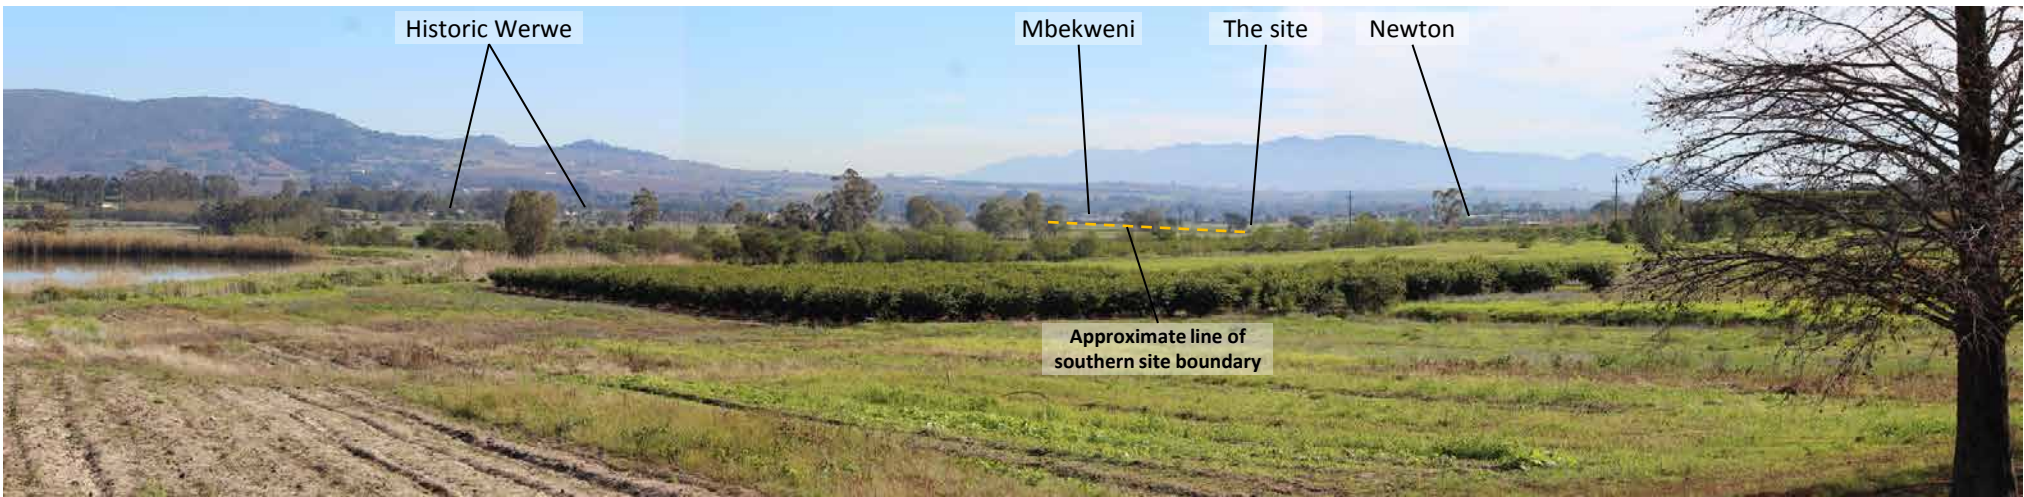 Historic Werwe
Mbekweni
The site
Newton
Approximate line of
southern site boundary